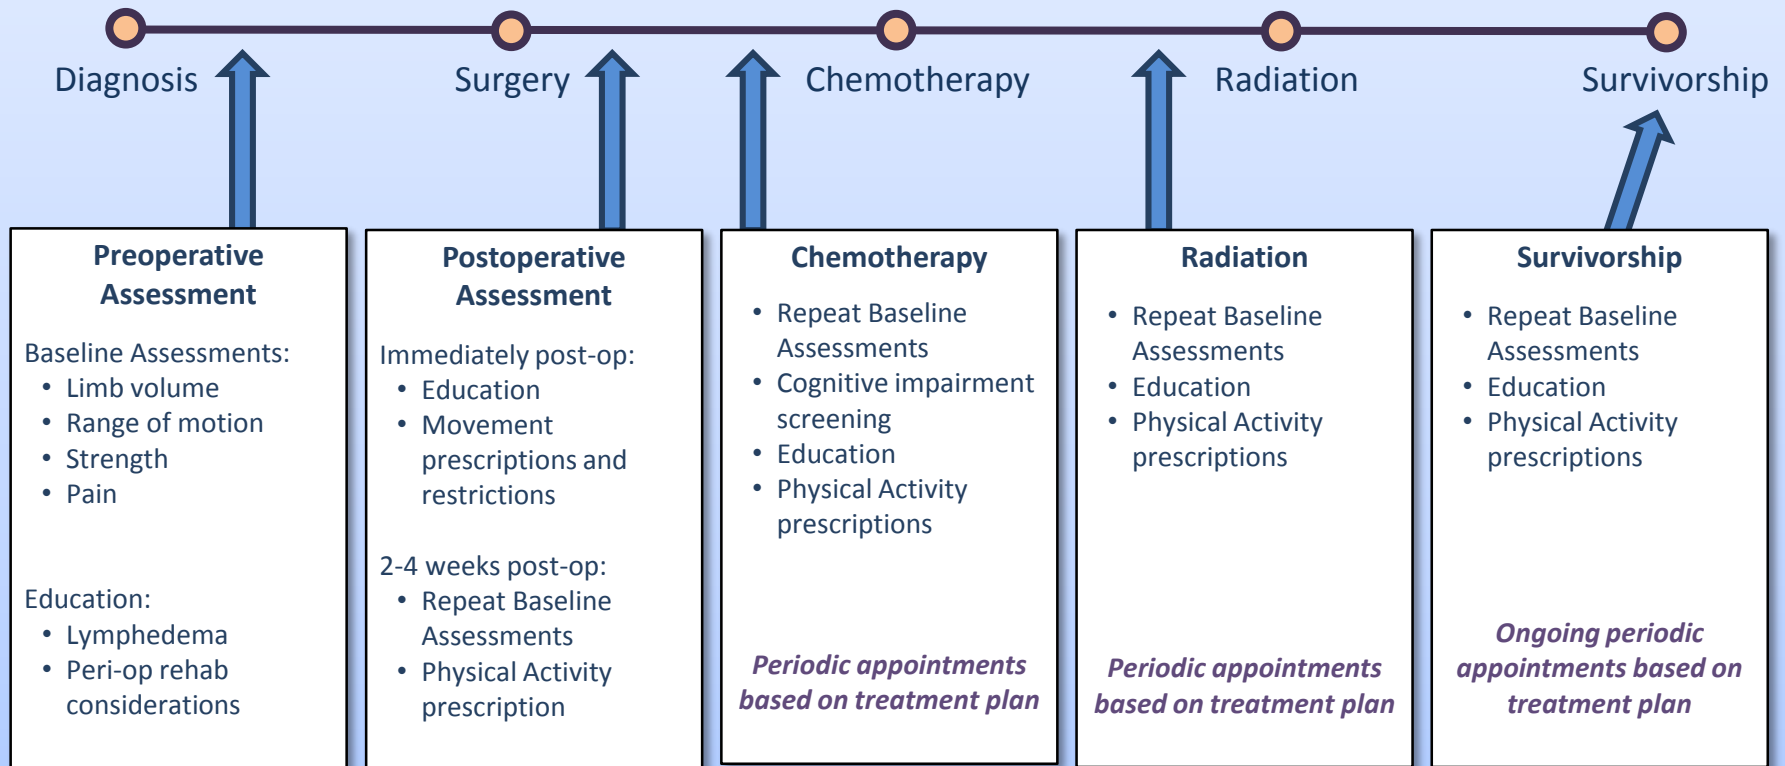 Diagnosis
Surgery
Chemotherapy
Radiation
Survivorship
Preoperative
Assessment
Baseline Assessments:
• Limb volume
• Range of motion
• Strength
• Pain
Education:
• Lymphedema
• Peri-op rehab
considerations
Postoperative
Assessment
Immediately post-op:
• Education
• Movement
prescriptions and
restrictions
2-4 weeks post-op:
• Repeat Baseline
Assessments
• Physical Activity
prescription
Chemotherapy
• Repeat Baseline
Assessments
• Cognitive impairment
screening
• Education
• Physical Activity
prescriptions
Periodic appointments
based on treatment plan
Radiation
• Repeat Baseline
Assessments
• Education
• Physical Activity
prescriptions
Periodic appointments
based on treatment plan
Survivorship
• Repeat Baseline
Assessments
• Education
• Physical Activity
prescriptions
Ongoing periodic
appointments based on
treatment plan